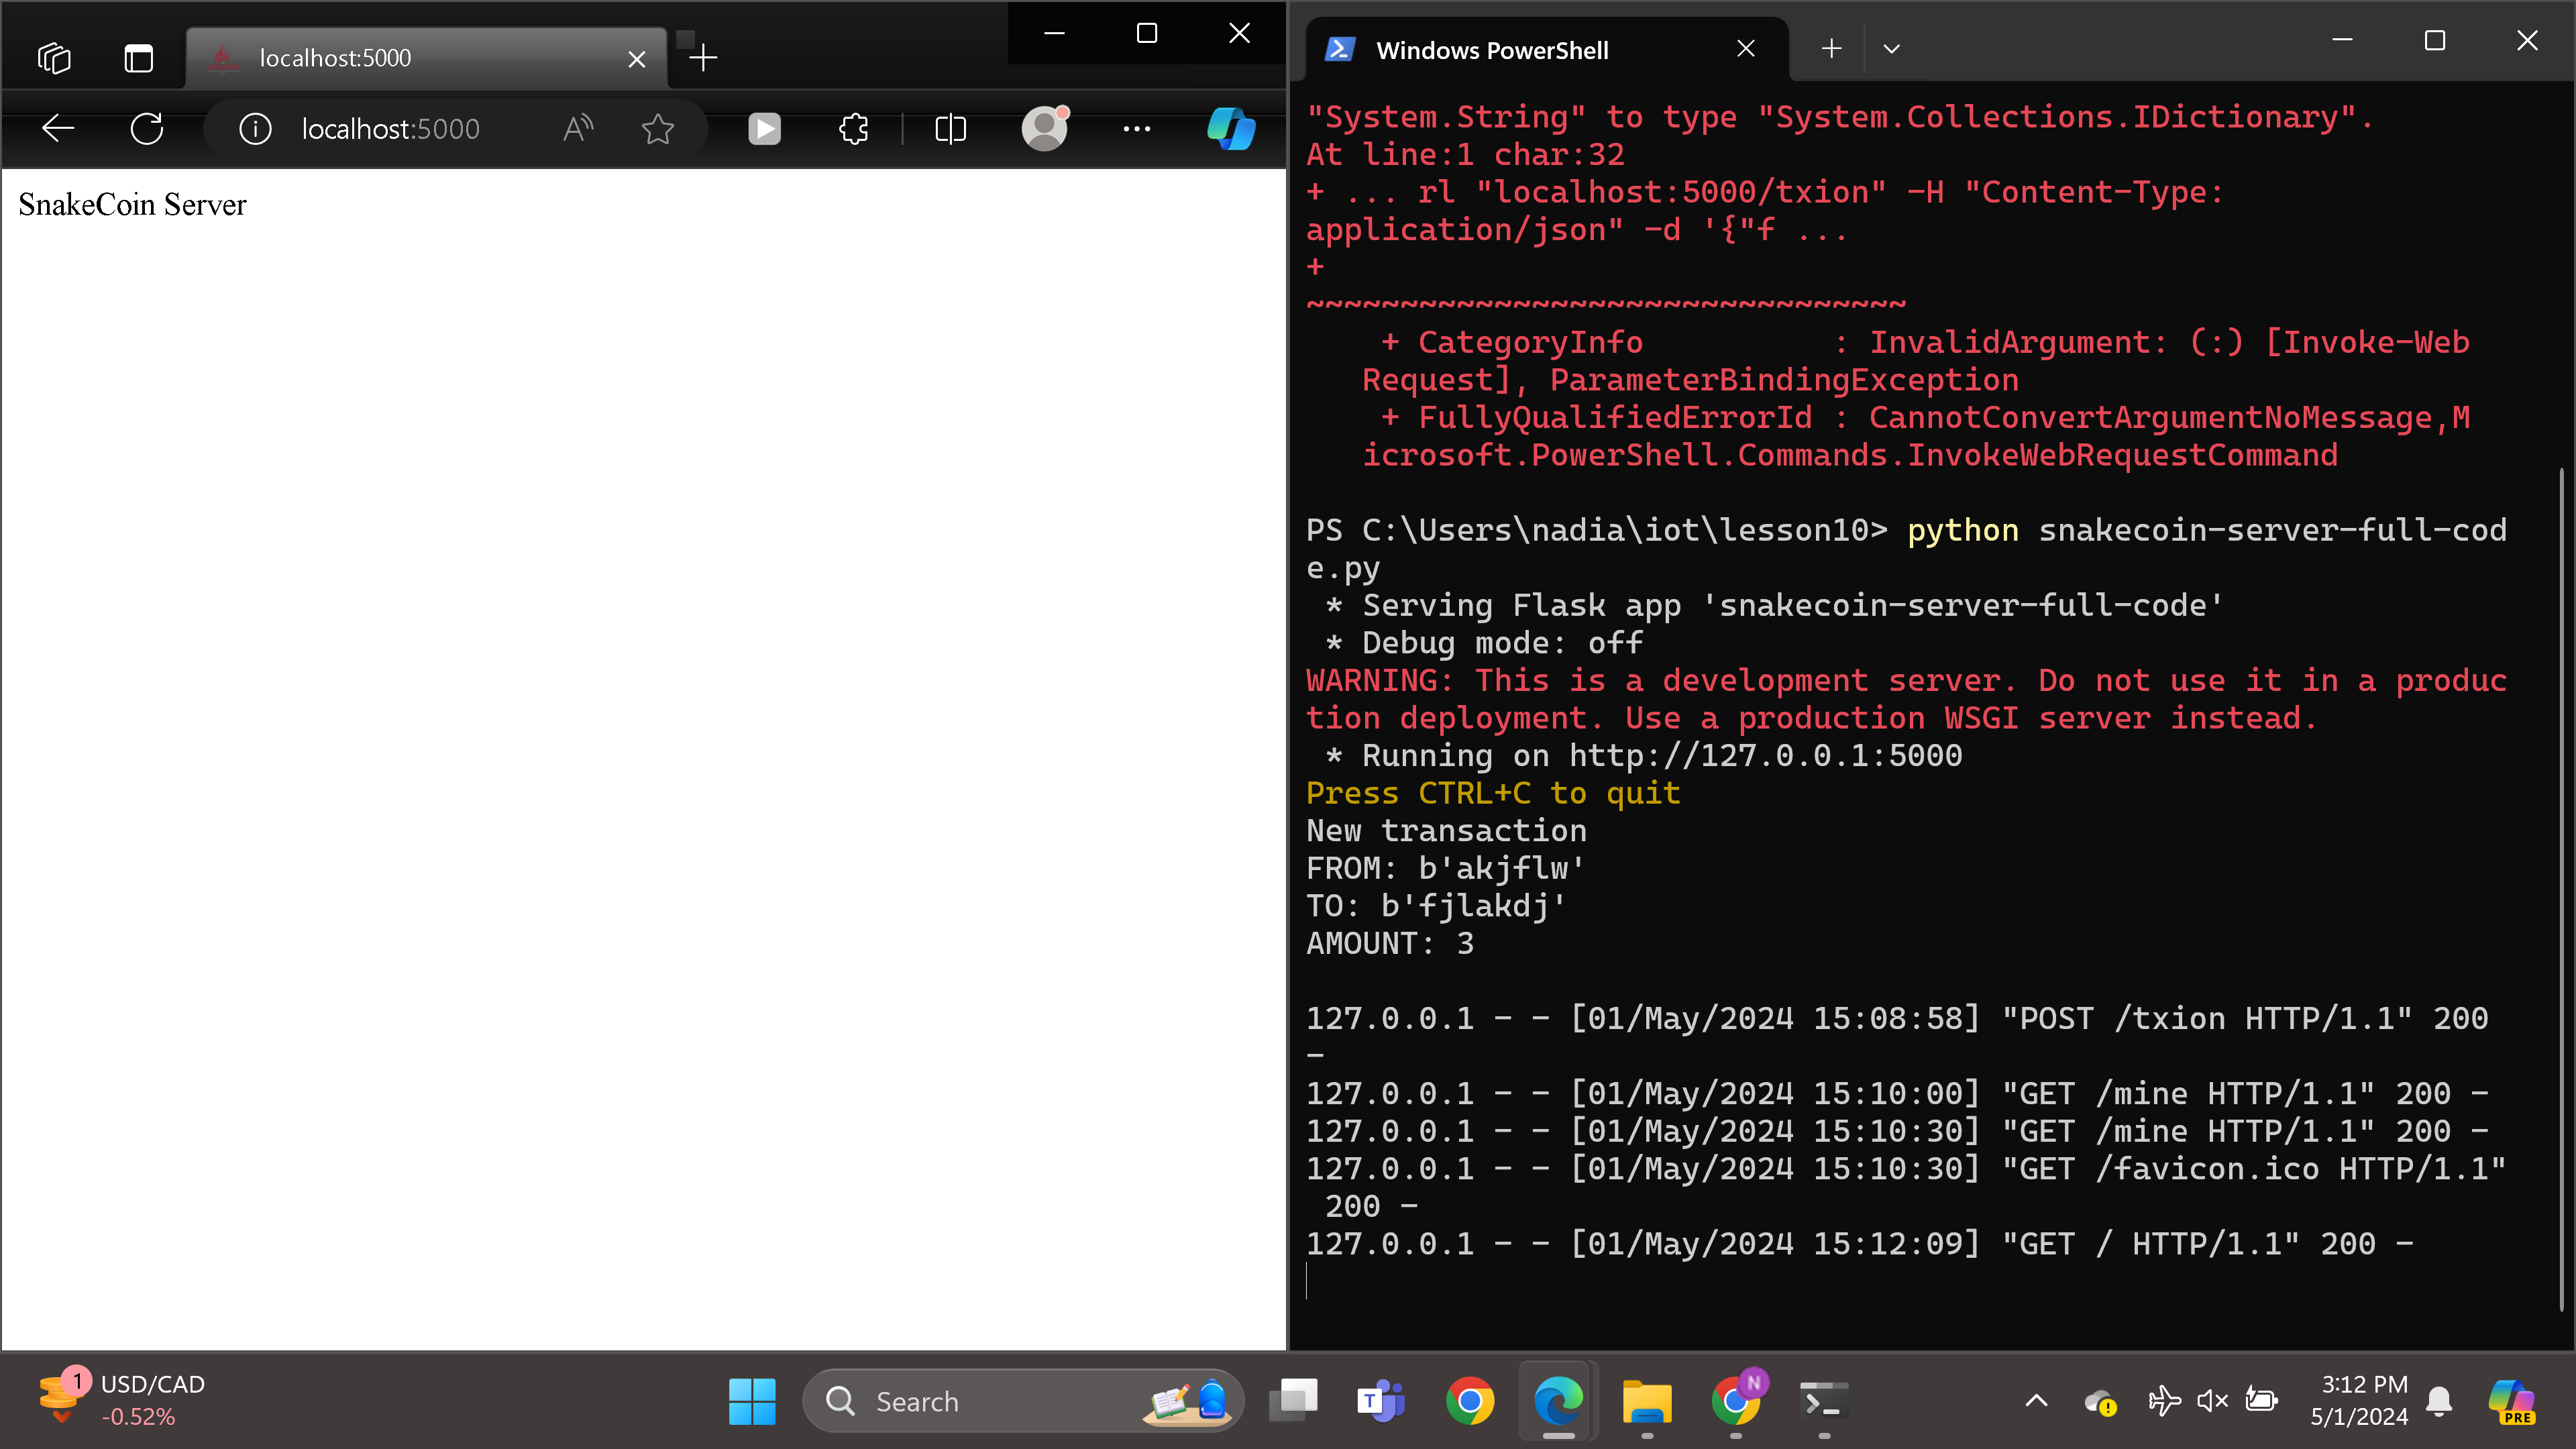 localhost:5000
localhost:5000
SnakeCoin Server
Windows PowerShell
"System.String" to type "System.Collections.IDictionary".
At line:1 char:32
+ ... rl "localhost:5000/txion" -H "Content-Type:
application/json" -d '{"f ...
+
~~~~~~~~~~~~~~~~~~~~~~~~~~~~~~~~
    + CategoryInfo          : InvalidArgument: (:) [Invoke-Web
   Request], ParameterBindingException
    + FullyQualifiedErrorId : CannotConvertArgumentNoMessage,M
   icrosoft.PowerShell.Commands.InvokeWebRequestCommand
PS C:\Users\nadia\iot\lesson10> python snakecoin-server-full-cod
e.py
 * Serving Flask app 'snakecoin-server-full-code'
 * Debug mode: off
WARNING: This is a development server. Do not use it in a produc
tion deployment. Use a production WSGI server instead.
 * Running on http://127.0.0.1:5000
Press CTRL+C to quit
New transaction
FROM: b'akjflw'
TO: b'fjlakdj'
AMOUNT: 3
127.0.0.1 - - [01/May/2024 15:08:58] "POST /txion HTTP/1.1" 200
-
127.0.0.1 - - [01/May/2024 15:10:00] "GET /mine HTTP/1.1" 200 -
127.0.0.1 - - [01/May/2024 15:10:30] "GET /mine HTTP/1.1" 200 -
127.0.0.1 - - [01/May/2024 15:10:30] "GET /favicon.ico HTTP/1.1"
 200 -
127.0.0.1 - - [01/May/2024 15:12:09] "GET / HTTP/1.1" 200 -
1
USD/CAD
-0.52%
Search
T
N
3:12 PM
5/1/2024
PRE